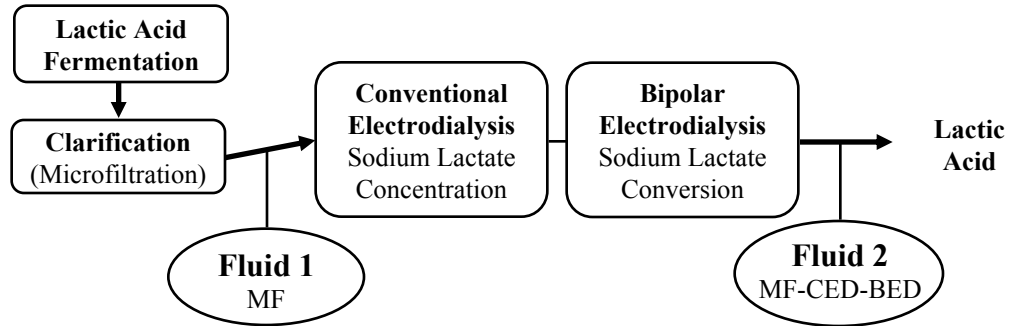 Lactic Acid
Fermentation
Clarification
(Microfiltration)
Conventional
Electrodialysis
Sodium Lactate
Concentration
Bipolar
Electrodialysis
Sodium Lactate
Conversion
Lactic
Acid
Fluid 1
MF
Fluid 2
MF-CED-BED